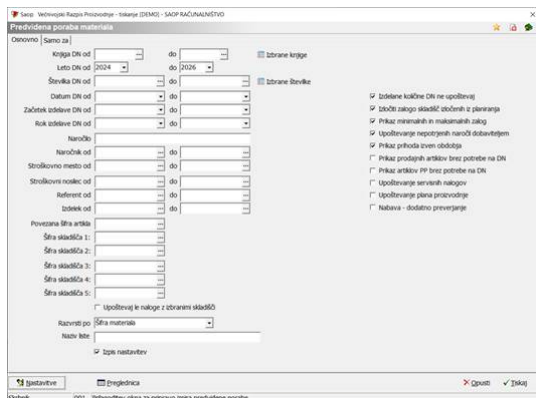 Saop Večnivojski Razpis Proizvodnje - tiskanje [DEMO] - SAOP RAČUNALNIŠTVO
Predvidena poraba materiala
Osnovno Samo za
Knjiga DN od do Izbrane knjige
Leto DN od 2024 do 2026
Številka DN od do Izbrane številke
Datum DN od do
Začetek izdelave DN od do
Rok izdelave DN od do
Naročilo
Naročnik od do
Stroškovno mesto od do
Stroškovni nosilec od do
Referent od do
Izdelek od do
Povezana šifra artikla
Šifra skladišča 1:
Šifra skladišča 2:
Šifra skladišča 3:
Šifra skladišča 4:
Šifra skladišča 5:
Upoštevaj le naloge z izbranimi skladišči
Razvrsti po Šifra materiala
Naziv liste
Izpis nastavitev
Izdelane količine DN ne upoštevaj
Izločiti zalogo skladišč izločenih iz planiranja
Prikaz minimalnih in maksimalnih zalog
Upoštevanje nepotrjenih naročil dobaviteljem
Prikaz prihoda izven obdobja
Prikaz prodajnih artiklov brez potrebe na DN
Prikaz artiklov PP brez potrebe na DN
Upoštevanje servisnih nalogov
Upoštevanje plana proizvodnje
Nabava - dodatno preverjanje
Nastavitve Preglednica Opusti Tiskaj